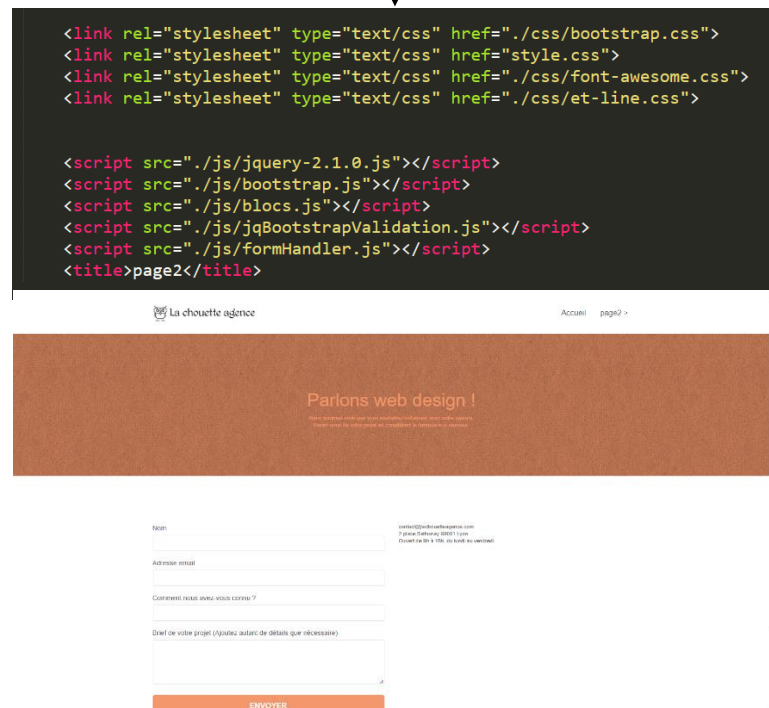 <link rel="stylesheet" type="text/css" href="./css/bootstrap.css">
<link rel="stylesheet" type="text/css" href="style.css">
<link rel="stylesheet" type="text/css" href="./css/font-awesome.css">
<link rel="stylesheet" type="text/css" href="./css/et-line.css">
<script src="./js/jquery-2.1.0.js"></script>
<script src="./js/bootstrap.js"></script>
<script src="./js/blocs.js"></script>
<script src="./js/jqBootstrapValidation.js"></script>
<script src="./js/formHandler.js"></script>
<title>page2</title>
La chouette agence
Accueil page2 >
Parlons web design !
Nom
Adresse email
Comment nous avez-vous connu ?
Brief de votre projet (Ajoutez autant de détails que nécessaire)
ENVOYER